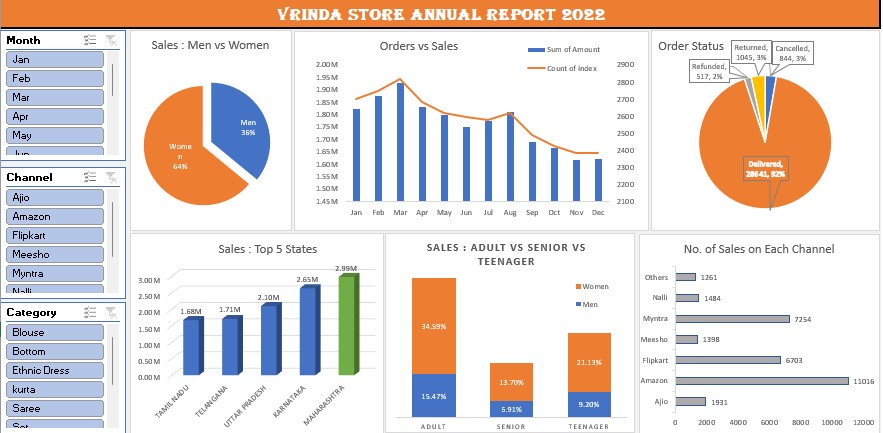 VRINDA STORE ANNUAL REPORT 2022
Month
Jan
Feb
Mar
Apr
May
Jun
Channel
Ajio
Amazon
Flipkart
Meesho
Myntra
Nalli
Category
Blouse
Bottom
Ethnic Dress
kurta
Saree
Set
Sales : Men vs Women
Men
36%
Wome
n
64%
Orders vs Sales
Sum of Amount
Count of index
2.00 M
1.95 M
1.90 M
1.85 M
1.80 M
1.75 M
1.70 M
1.65 M
1.60 M
1.55 M
1.50 M
1.45 M
2900
2800
2700
2600
2500
2400
2300
2200
2100
Jan Feb Mar Apr May Jun Jul Aug Sep Oct Nov Dec
Order Status
Returned,
1045, 3%
Cancelled,
844, 3%
Refunded,
517, 2%
Delivered,
28641, 92%
Sales : Top 5 States
3.00 M
2.50 M
2.00 M
1.50 M
1.00 M
0.50 M
0.00 M
1.68M
1.71M
2.10M
2.65M
2.99M
TAMIL NADU
TELANGANA
UTTAR PRADESH
KARNATAKA
MAHARASHTRA
SALES : ADULT VS SENIOR VS
TEENAGER
Women
Men
34.59%
15.47%
13.70%
5.91%
21.13%
9.20%
ADULT SENIOR TEENAGER
No. of Sales on Each Channel
Others 1261
Nalli 1484
Myntra 7254
Meesho 1398
Flipkart 6703
Amazon 11016
Ajio 1931
0 2000 4000 6000 8000 10000 12000